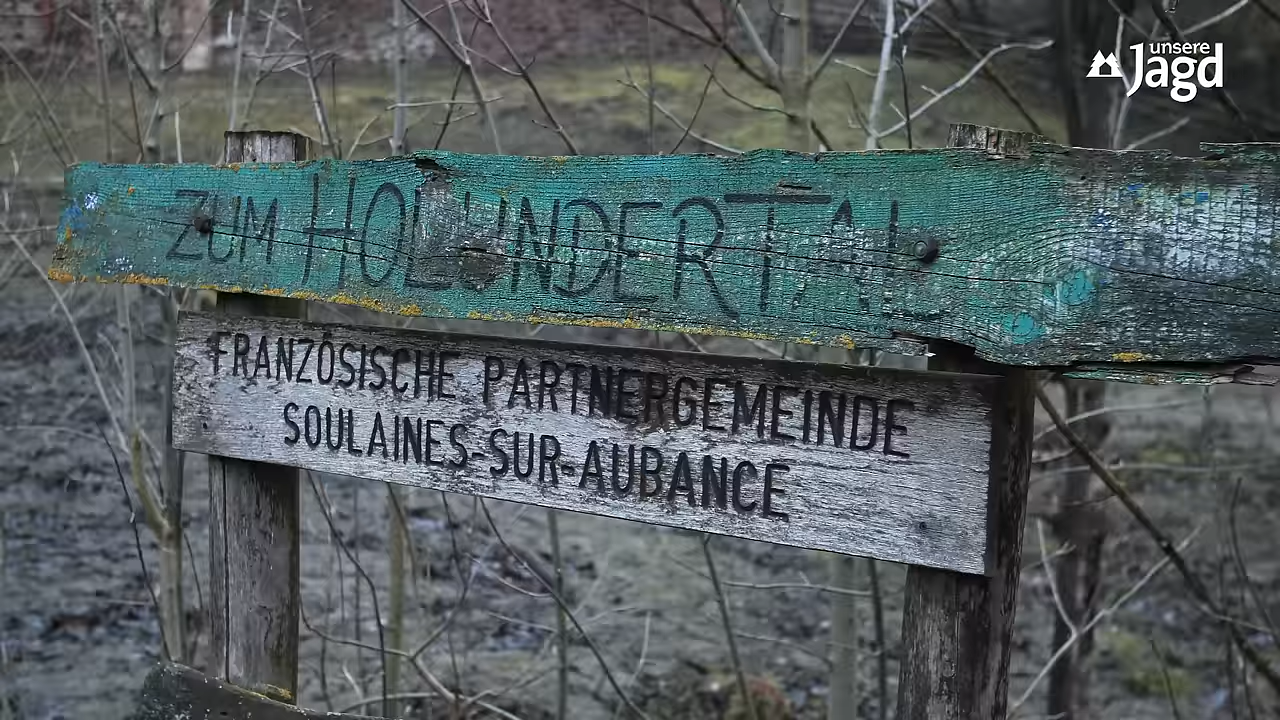 unsere
Jagd
ZUM HOLUNDERTAL
FRANZÖSISCHE PARTNERGEMEINDE
SOULAINES-SUR-AUBANCE